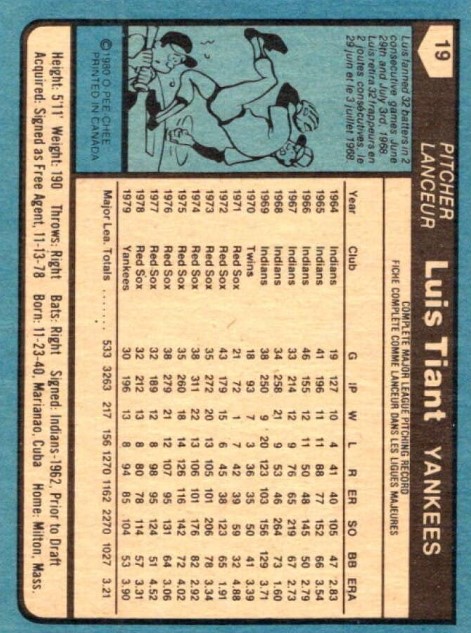 19
PITCHER
LANCEUR
Luis Tiant YANKEES
Luis fanned 32 batters in 2
consecutive games. June
29th and July 3rd, 1968
Luis retira 32 frappeurs en
2 joutes consécutives, le
29 juin et le 3 juillet 1968
© 1980 O-PEE-CHEE
PRINTED IN CANADA
COMPLETE MAJOR LEAGUE PITCHING RECORD
FICHE COMPLÈTE COMME LANCEUR DANS LES LIGUES MAJEURES
Year Club G IP W L R ER SO BB ERA
1964 Indians 19 127 10 4 41 40 105 47 2.83
1965 Indians 41 196 11 11 88 77 152 66 3.54
1966 Indians 46 155 12 11 50 48 145 50 2.79
1967 Indians 33 214 12 9 76 65 219 67 2.73
1968 Indians 34 258 21 9 53 46 264 73 1.60
1969 Indians 38 250 9 20 123 103 156 129 3.71
1970 Twins 18 93 7 3 36 35 50 41 3.39
1971 Red Sox 21 72 1 7 42 39 59 32 4.88
1972 Red Sox 43 179 15 6 45 38 123 65 1.91
1973 Red Sox 35 272 20 13 105 101 206 78 3.34
1974 Red Sox 38 311 22 13 106 101 176 82 2.92
1975 Red Sox 35 260 18 14 126 116 142 72 4.02
1976 Red Sox 38 279 21 12 107 95 131 64 3.06
1977 Red Sox 32 189 12 8 98 95 124 51 4.52
1978 Red Sox 32 212 13 8 80 78 114 57 3.31
1979 Yankees 30 196 13 8 94 85 104 53 3.90
Major Lea. Totals ....... 533 3263 217 156 1270 1162 2270 1027 3.21
Height: 5'11" Weight: 190 Throws: Right Bats: Right Signed: Indians-1962, Prior to Draft
Acquired: Signed as Free Agent, 11-13-78 Born: 11-23-40, Marianao, Cuba Home: Milton, Mass.